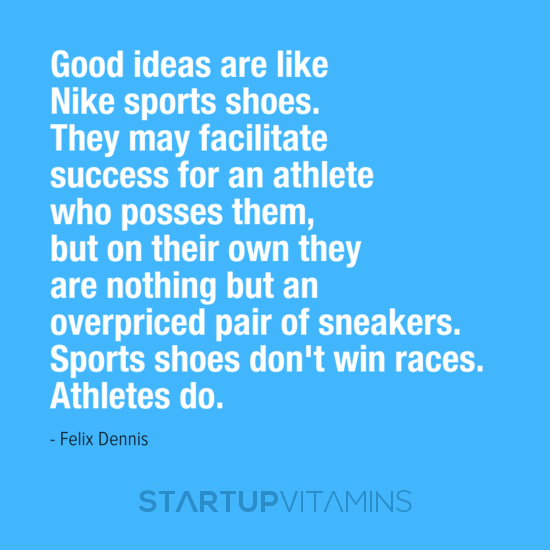 Good ideas are like
Nike sports shoes.
They may facilitate
success for an athlete
who posses them,
but on their own they
are nothing but an
overpriced pair of sneakers.
Sports shoes don't win races.
Athletes do.
- Felix Dennis
STARTUPVITAMINS